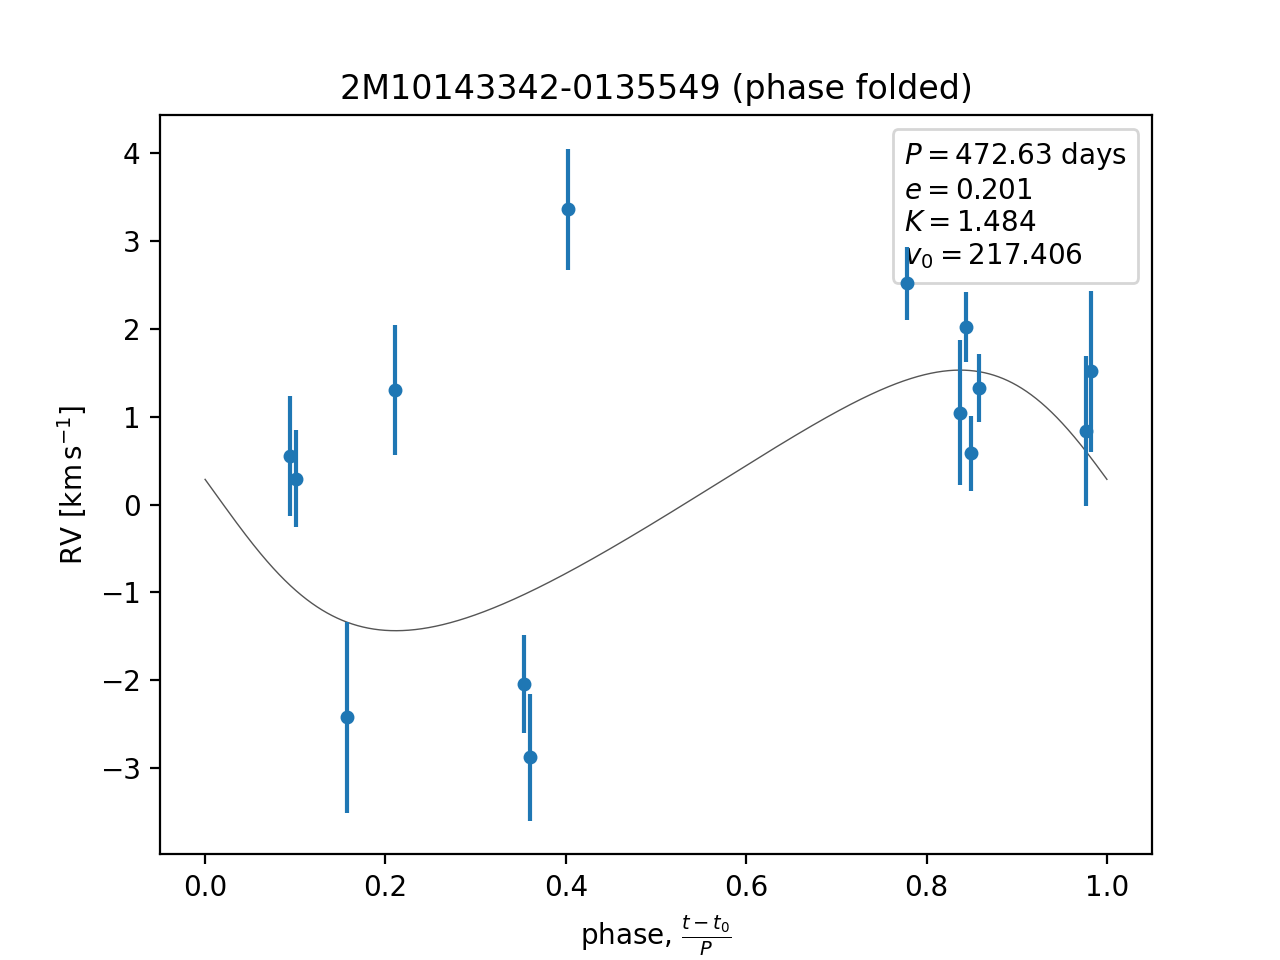 2M10143342-0135549 (phase folded)
P = 472.63 days
e = 0.201
K = 1.484
v₀ = 217.406
4
3
2
1
0
−1
−2
−3
RV [km s⁻¹]
0.0 0.2 0.4 0.6 0.8 1.0
phase, (t − t₀)/P